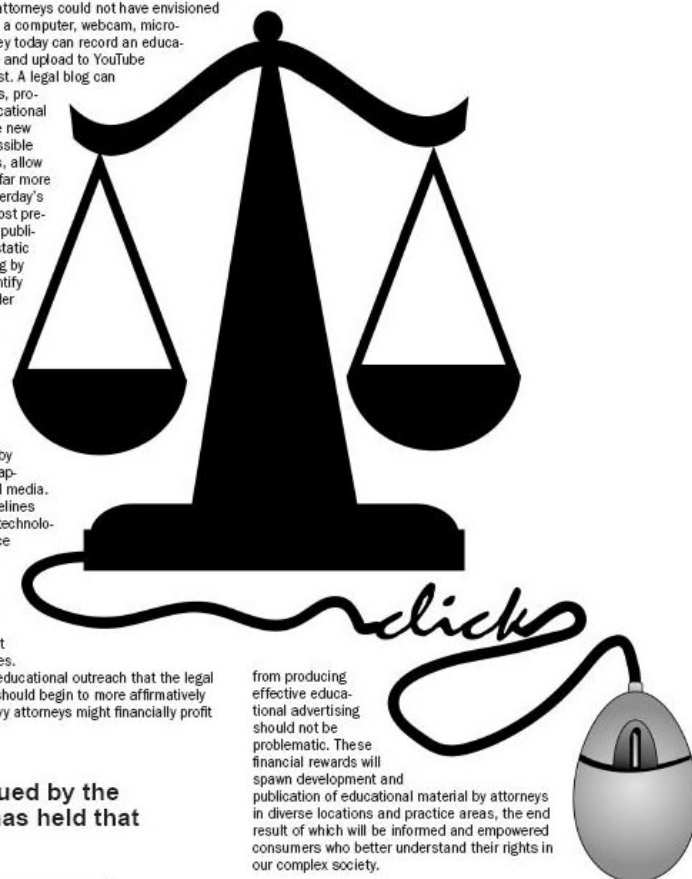 attorneys could not have envisioned
a computer, webcam, micro-
ey today can record an educa-
and upload to YouTube
st. A legal blog can
s, pro-
cational
e new
ssible
s, allow
far more
erday's
ost pre-
publi-
static
g by
ntify
ler
by
ap-
l media.
elines
technolo-
ce
t
es.
educational outreach that the legal
should begin to more affirmatively
vy attorneys might financially profit
ued by the
has held that
click
from producing
effective educa-
tional advertising
should not be
problematic. These
financial rewards will
spawn development and
publication of educational material by attorneys
in diverse locations and practice areas, the end
result of which will be informed and empowered
consumers who better understand their rights in
our complex society.